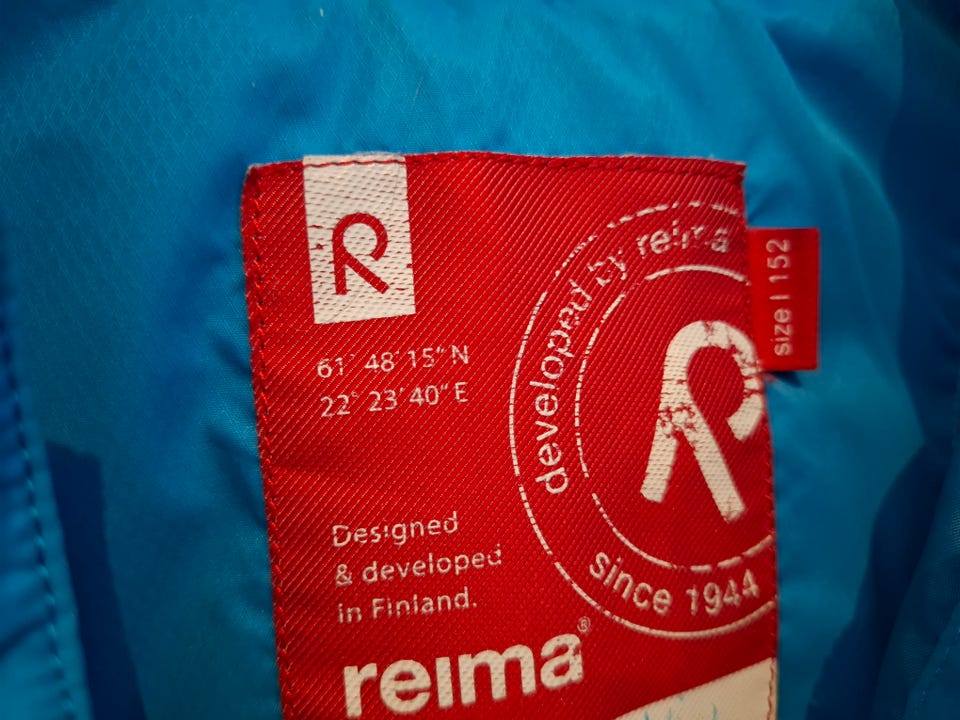 R
61° 48′ 15″ N
22° 23′ 40″ E
Designed
& developed
in Finland.
reima®
developed by reima
R
since 1944
size | 152